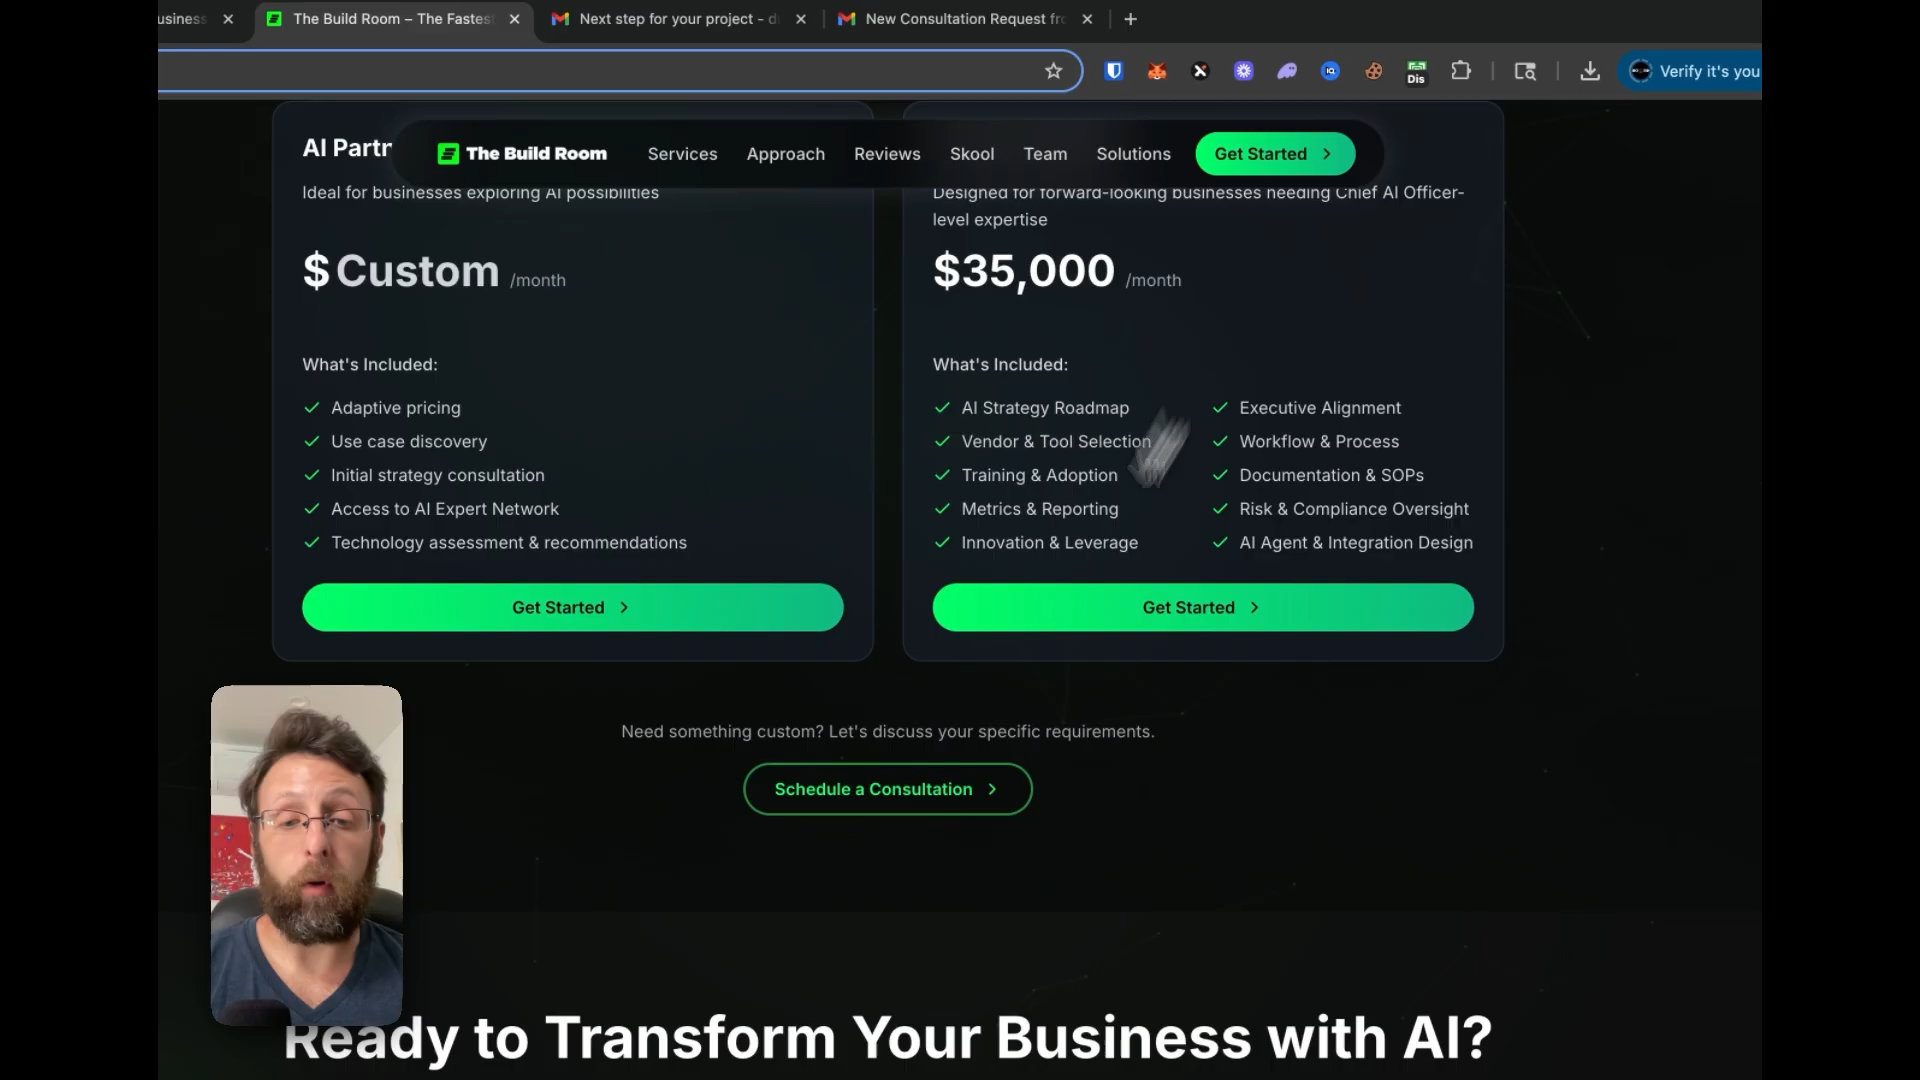 usiness
The Build Room – The Fastest
Next step for your project - d
New Consultation Request fr
Dis
Verify it's you
The Build Room
Services
Approach
Reviews
Skool
Team
Solutions
Get Started
AI Partn
Ideal for businesses exploring AI possibilities
$Custom /month
What's Included:
Adaptive pricing
Use case discovery
Initial strategy consultation
Access to AI Expert Network
Technology assessment & recommendations
Get Started
Designed for forward-looking businesses needing Chief AI Officer-
level expertise
$35,000 /month
What's Included:
AI Strategy Roadmap
Vendor & Tool Selection
Training & Adoption
Metrics & Reporting
Innovation & Leverage
Executive Alignment
Workflow & Process
Documentation & SOPs
Risk & Compliance Oversight
AI Agent & Integration Design
Get Started
Need something custom? Let's discuss your specific requirements.
Schedule a Consultation
Ready to Transform Your Business with AI?